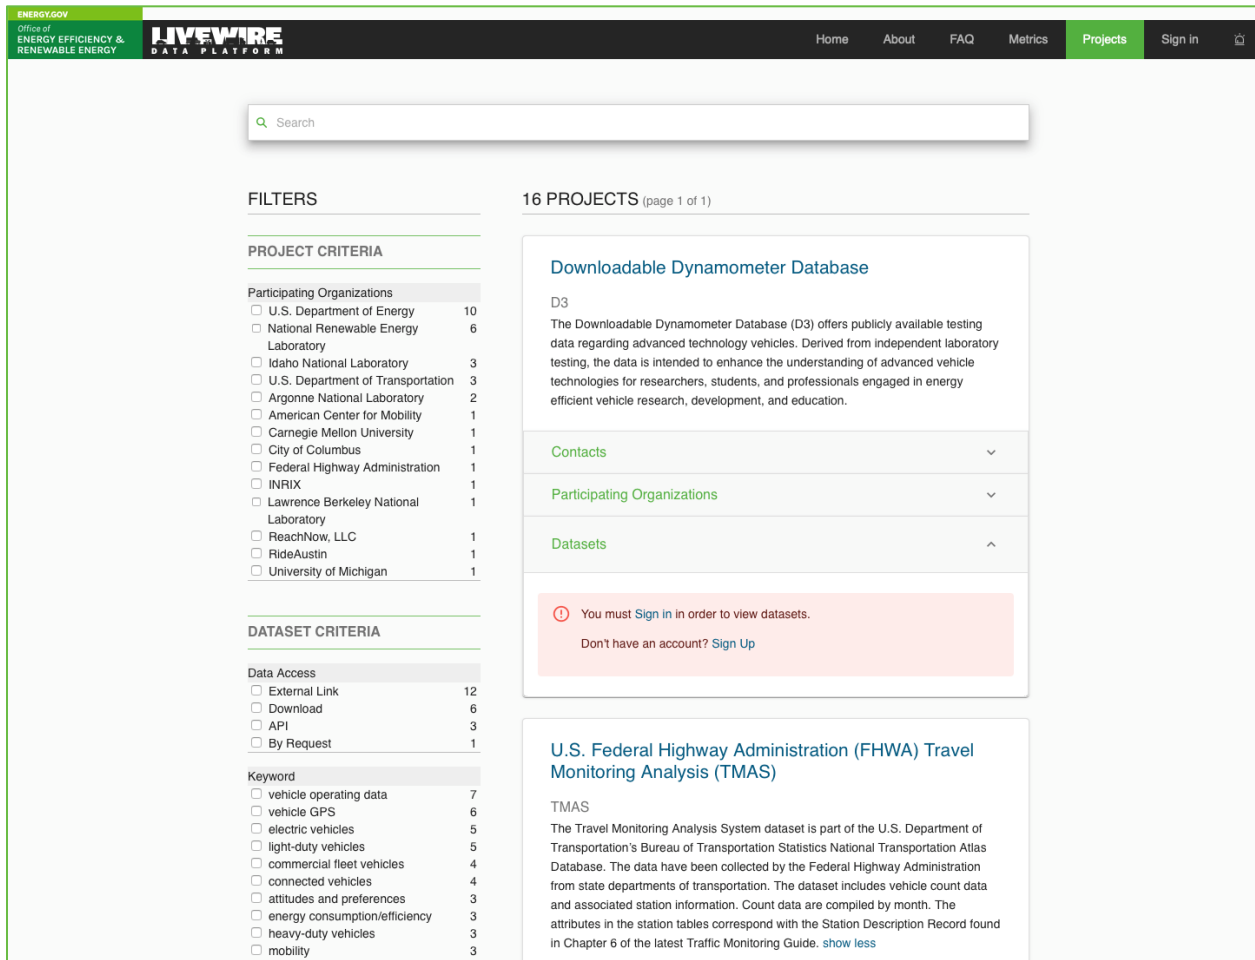 ENERGY.GOV
Office of
ENERGY EFFICIENCY &
RENEWABLE ENERGY
LIVEWIRE
DATA PLATFORM
Home About FAQ Metrics Projects Sign in
Search
FILTERS
PROJECT CRITERIA
Participating Organizations
U.S. Department of Energy 10
National Renewable Energy 6
Laboratory
Idaho National Laboratory 3
U.S. Department of Transportation 3
Argonne National Laboratory 2
American Center for Mobility 1
Carnegie Mellon University 1
City of Columbus 1
Federal Highway Administration 1
INRIX 1
Lawrence Berkeley National 1
Laboratory
ReachNow, LLC 1
RideAustin 1
University of Michigan 1
DATASET CRITERIA
Data Access
External Link 12
Download 6
API 3
By Request 1
Keyword
vehicle operating data 7
vehicle GPS 6
electric vehicles 5
light-duty vehicles 5
commercial fleet vehicles 4
connected vehicles 4
attitudes and preferences 3
energy consumption/efficiency 3
heavy-duty vehicles 3
mobility 3
16 PROJECTS (page 1 of 1)
Downloadable Dynamometer Database
D3
The Downloadable Dynamometer Database (D3) offers publicly available testing
data regarding advanced technology vehicles. Derived from independent laboratory
testing, the data is intended to enhance the understanding of advanced vehicle
technologies for researchers, students, and professionals engaged in energy
efficient vehicle research, development, and education.
Contacts
Participating Organizations
Datasets
You must Sign in in order to view datasets.
Don't have an account? Sign Up
U.S. Federal Highway Administration (FHWA) Travel
Monitoring Analysis (TMAS)
TMAS
The Travel Monitoring Analysis System dataset is part of the U.S. Department of
Transportation's Bureau of Transportation Statistics National Transportation Atlas
Database. The data have been collected by the Federal Highway Administration
from state departments of transportation. The dataset includes vehicle count data
and associated station information. Count data are compiled by month. The
attributes in the station tables correspond with the Station Description Record found
in Chapter 6 of the latest Traffic Monitoring Guide. show less